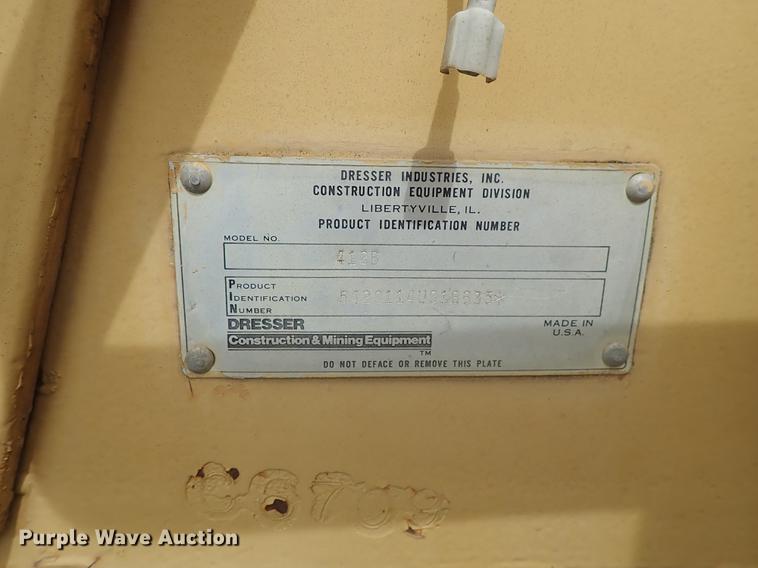 DRESSER INDUSTRIES, INC.
CONSTRUCTION EQUIPMENT DIVISION
LIBERTYVILLE, IL.
PRODUCT IDENTIFICATION NUMBER
MODEL NO.
412B
PRODUCT
IDENTIFICATION
NUMBER
MADE IN
U.S.A.
DRESSER
Construction & Mining Equipment
TM
DO NOT DEFACE OR REMOVE THIS PLATE
Purple Wave Auction